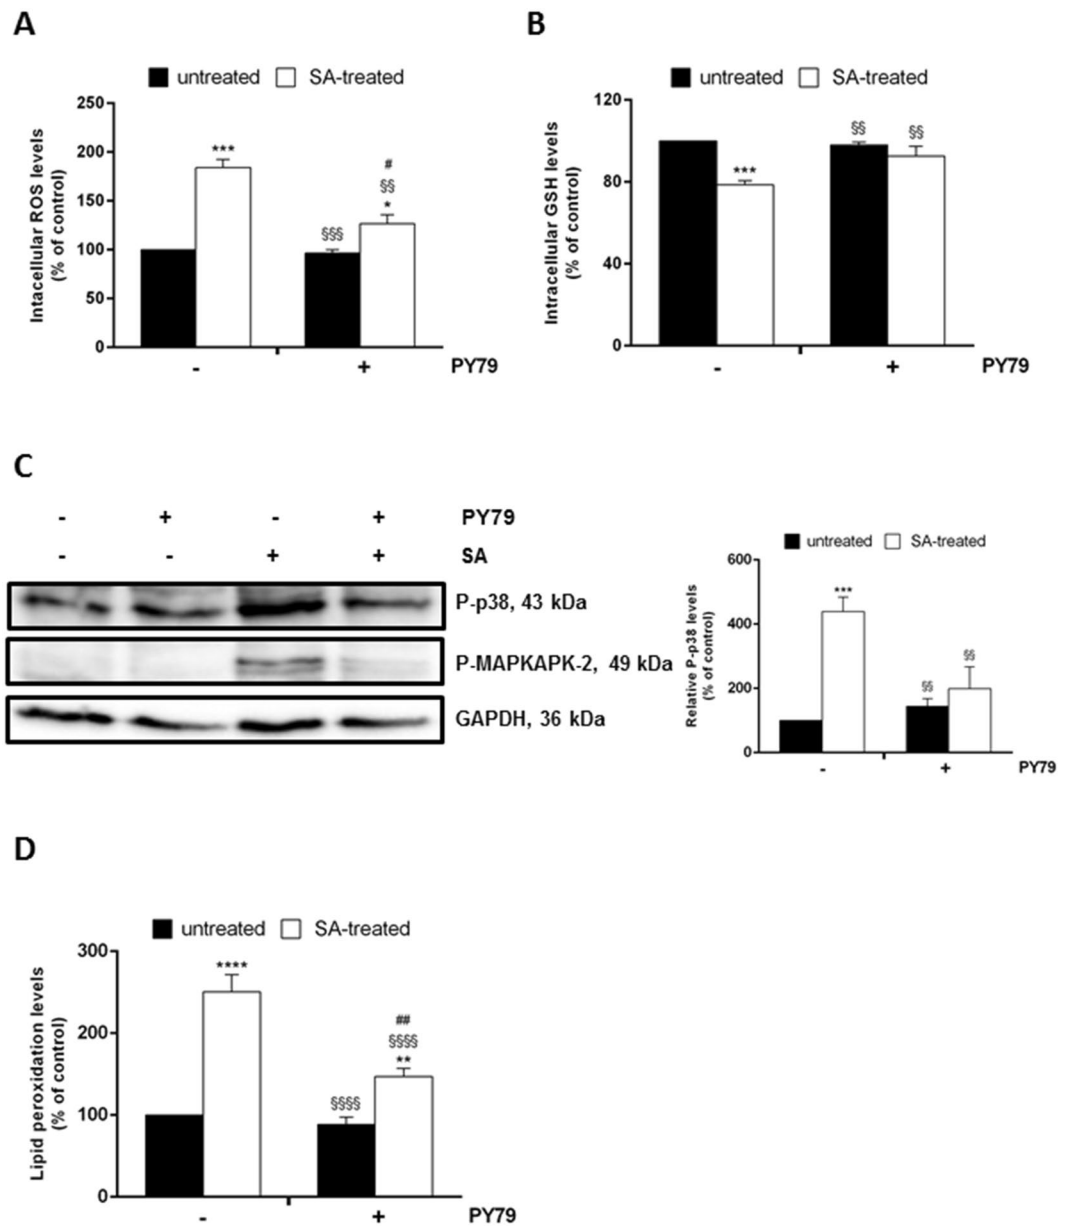 A
untreated SA-treated
Intacellular ROS levels
(% of control)
250
200
150
100
50
0
***
§§§
#
§§
*
- + PY79
B
untreated SA-treated
Intracellular GSH levels
(% of control)
120
80
40
0
***
§§
§§
- + PY79
C
- + - + PY79
- - + + SA
P-p38, 43 kDa
P-MAPKAPK-2, 49 kDa
GAPDH, 36 kDa
untreated SA-treated
Relative P-p38 levels
(% of control)
600
400
200
0
***
§§
§§
- + PY79
D
untreated SA-treated
Lipid peroxidation levels
(% of control)
300
200
100
0
****
§§§§
##
§§§§
**
- + PY79